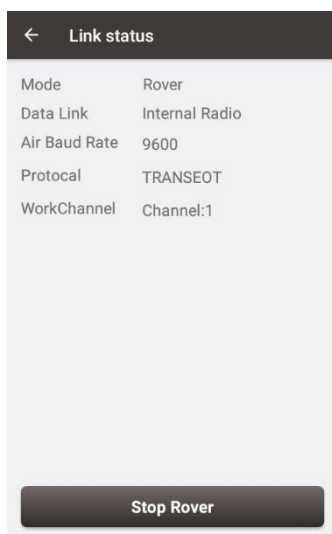 ← Link status
Mode Rover
Data Link Internal Radio
Air Baud Rate 9600
Protocal TRANSEOT
WorkChannel Channel:1
Stop Rover